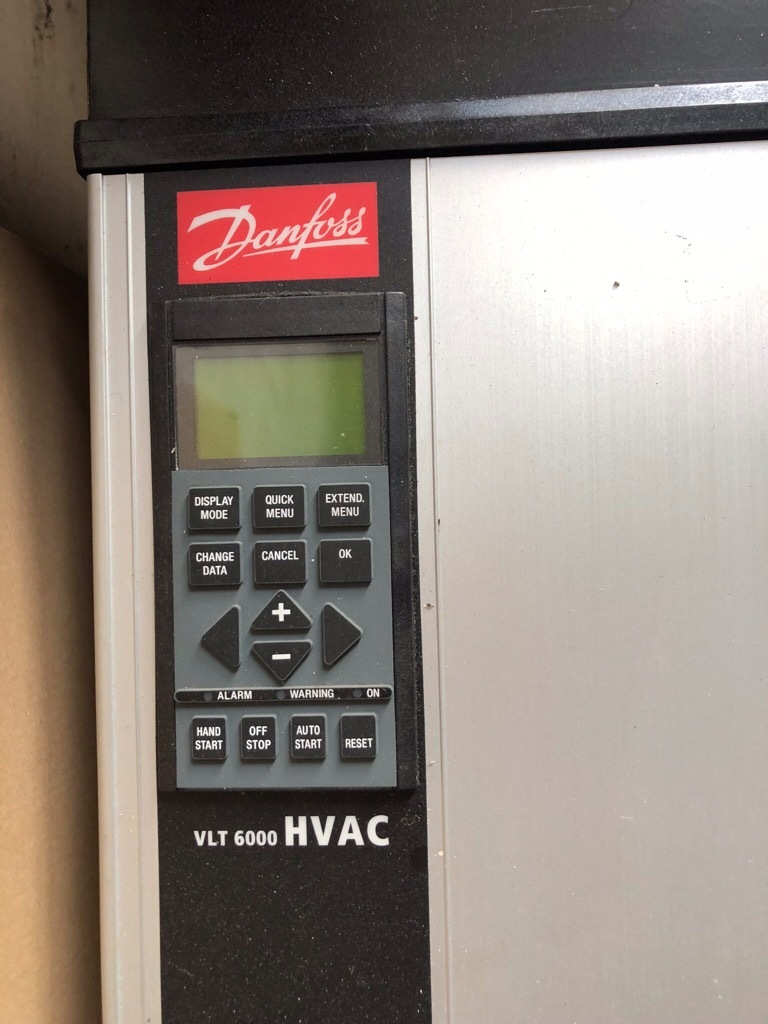 Danfoss
DISPLAY MODE
QUICK MENU
EXTEND. MENU
CHANGE DATA
CANCEL
OK
+
−
ALARM WARNING ON
HAND START
OFF STOP
AUTO START
RESET
VLT 6000 HVAC